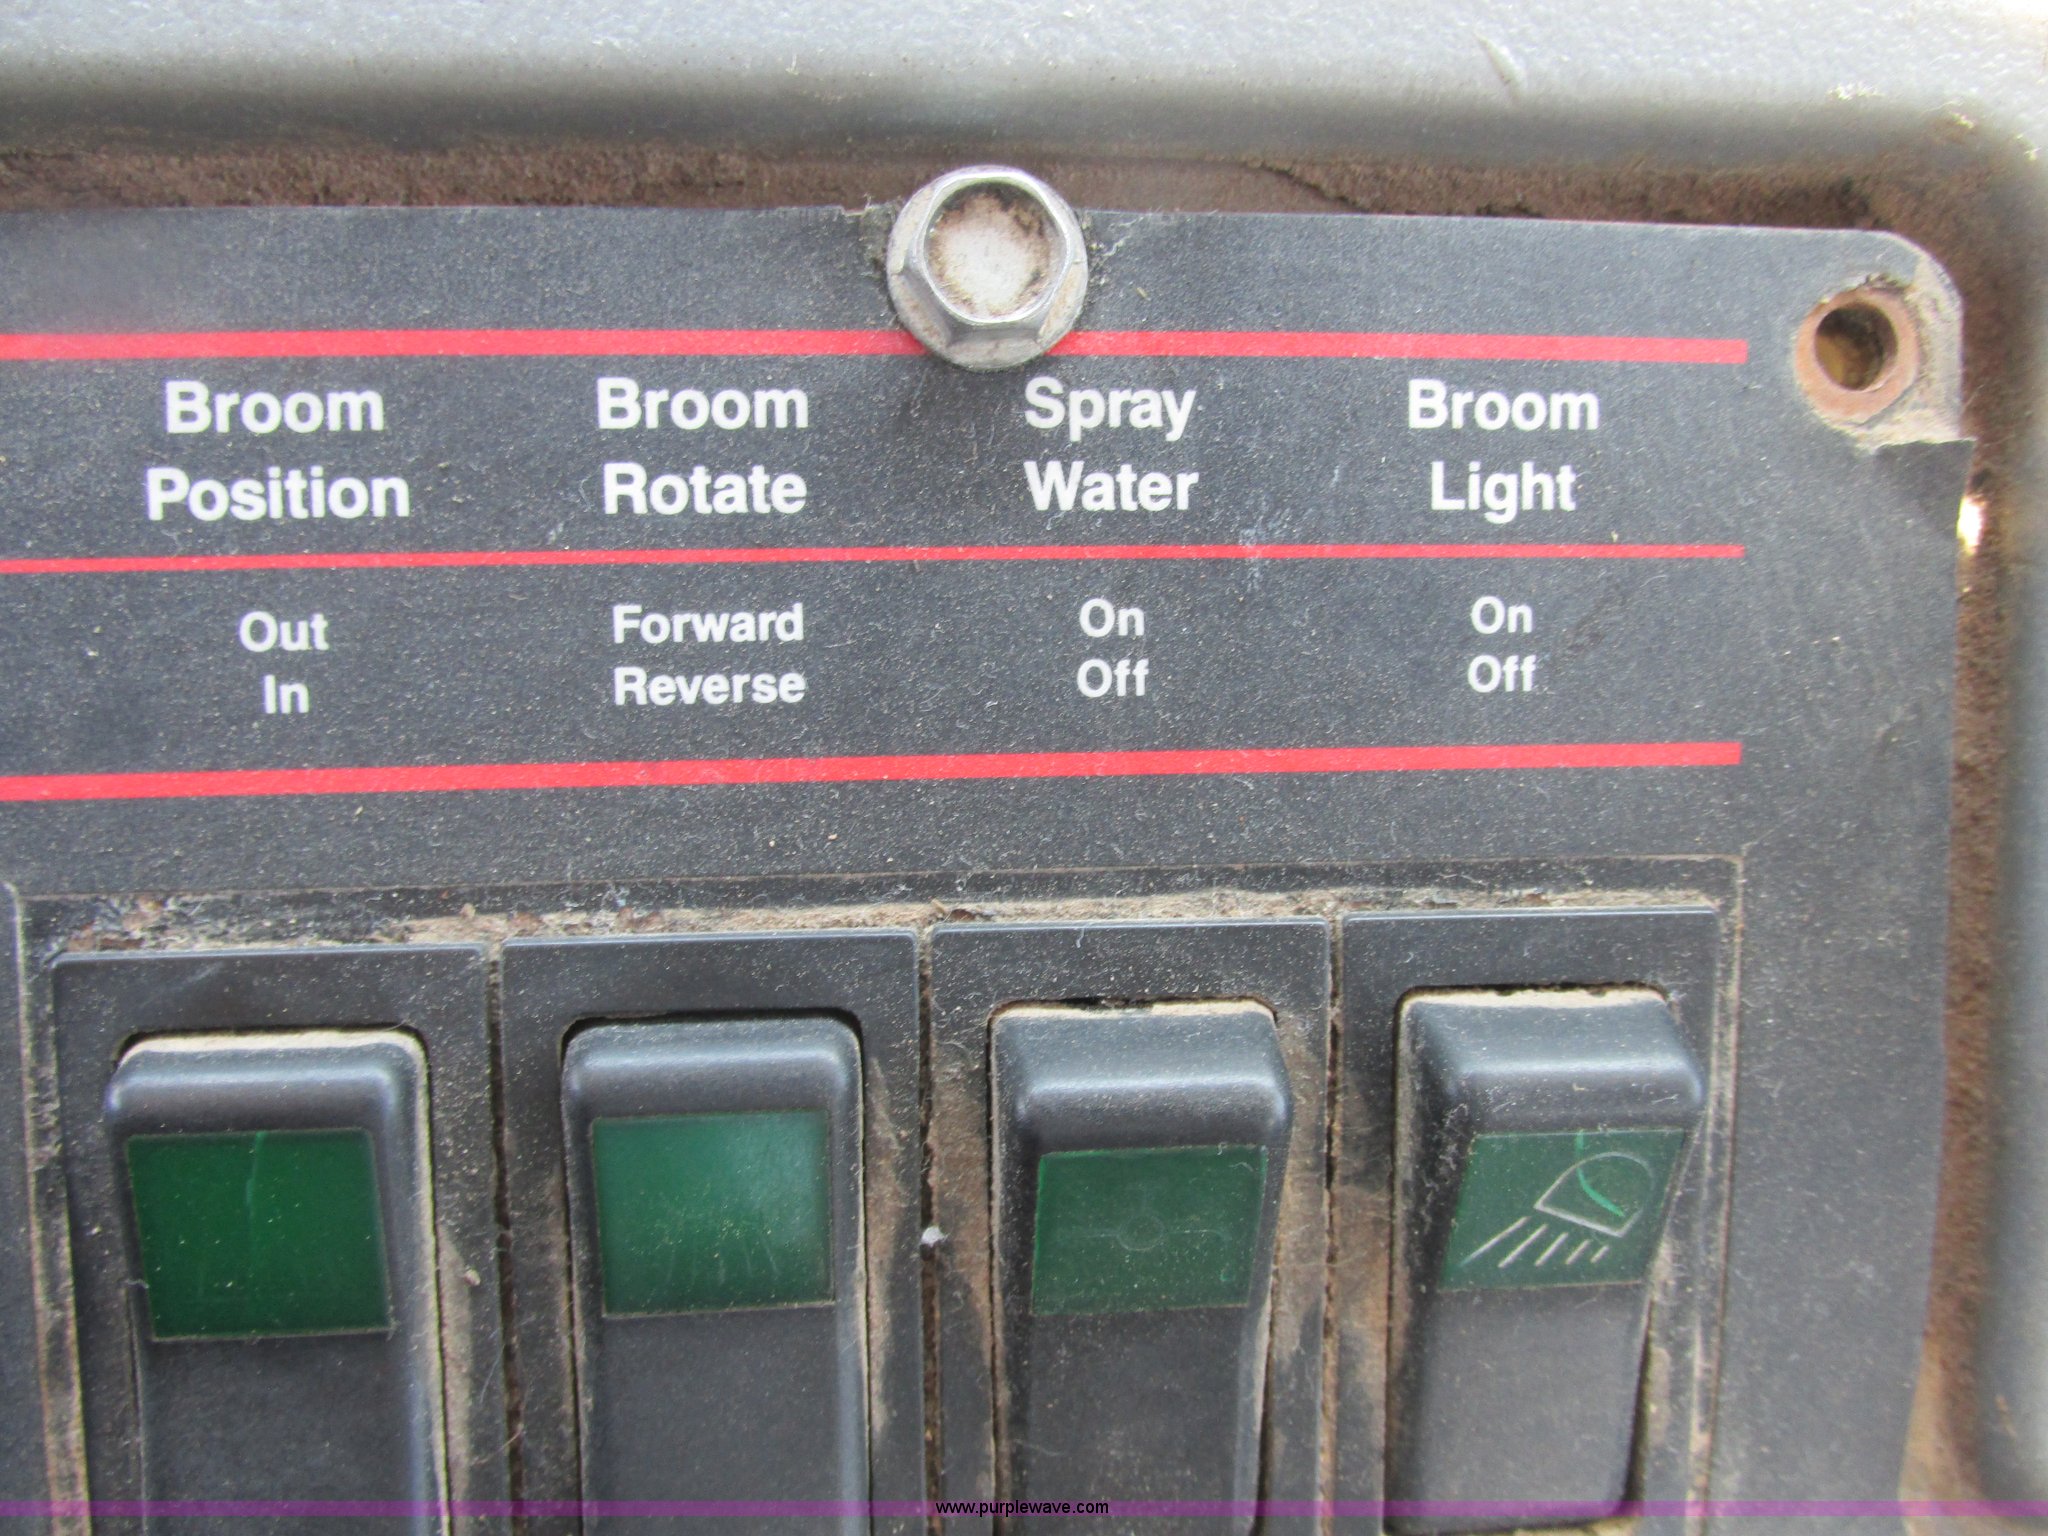 Broom Position
Broom Rotate
Spray Water
Broom Light
Out
In
Forward
Reverse
On
Off
On
Off
www.purplewave.com